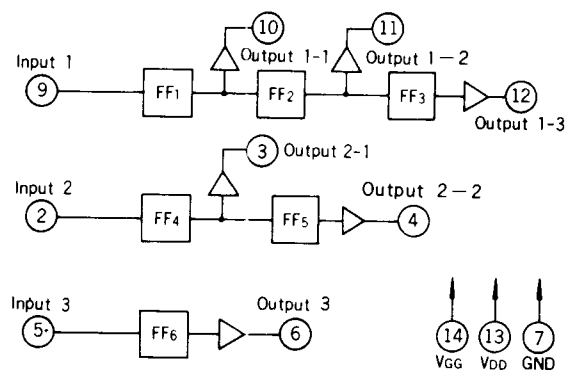 10 11
Input 1 Output 1-1 Output 1-2
9 FF1 FF2 FF3 12
Output 1-3
3 Output 2-1
Input 2 Output 2-2
2 FF4 FF5 4
Input 3 Output 3
5 FF6 6
14 13 7
VGG VDD GND